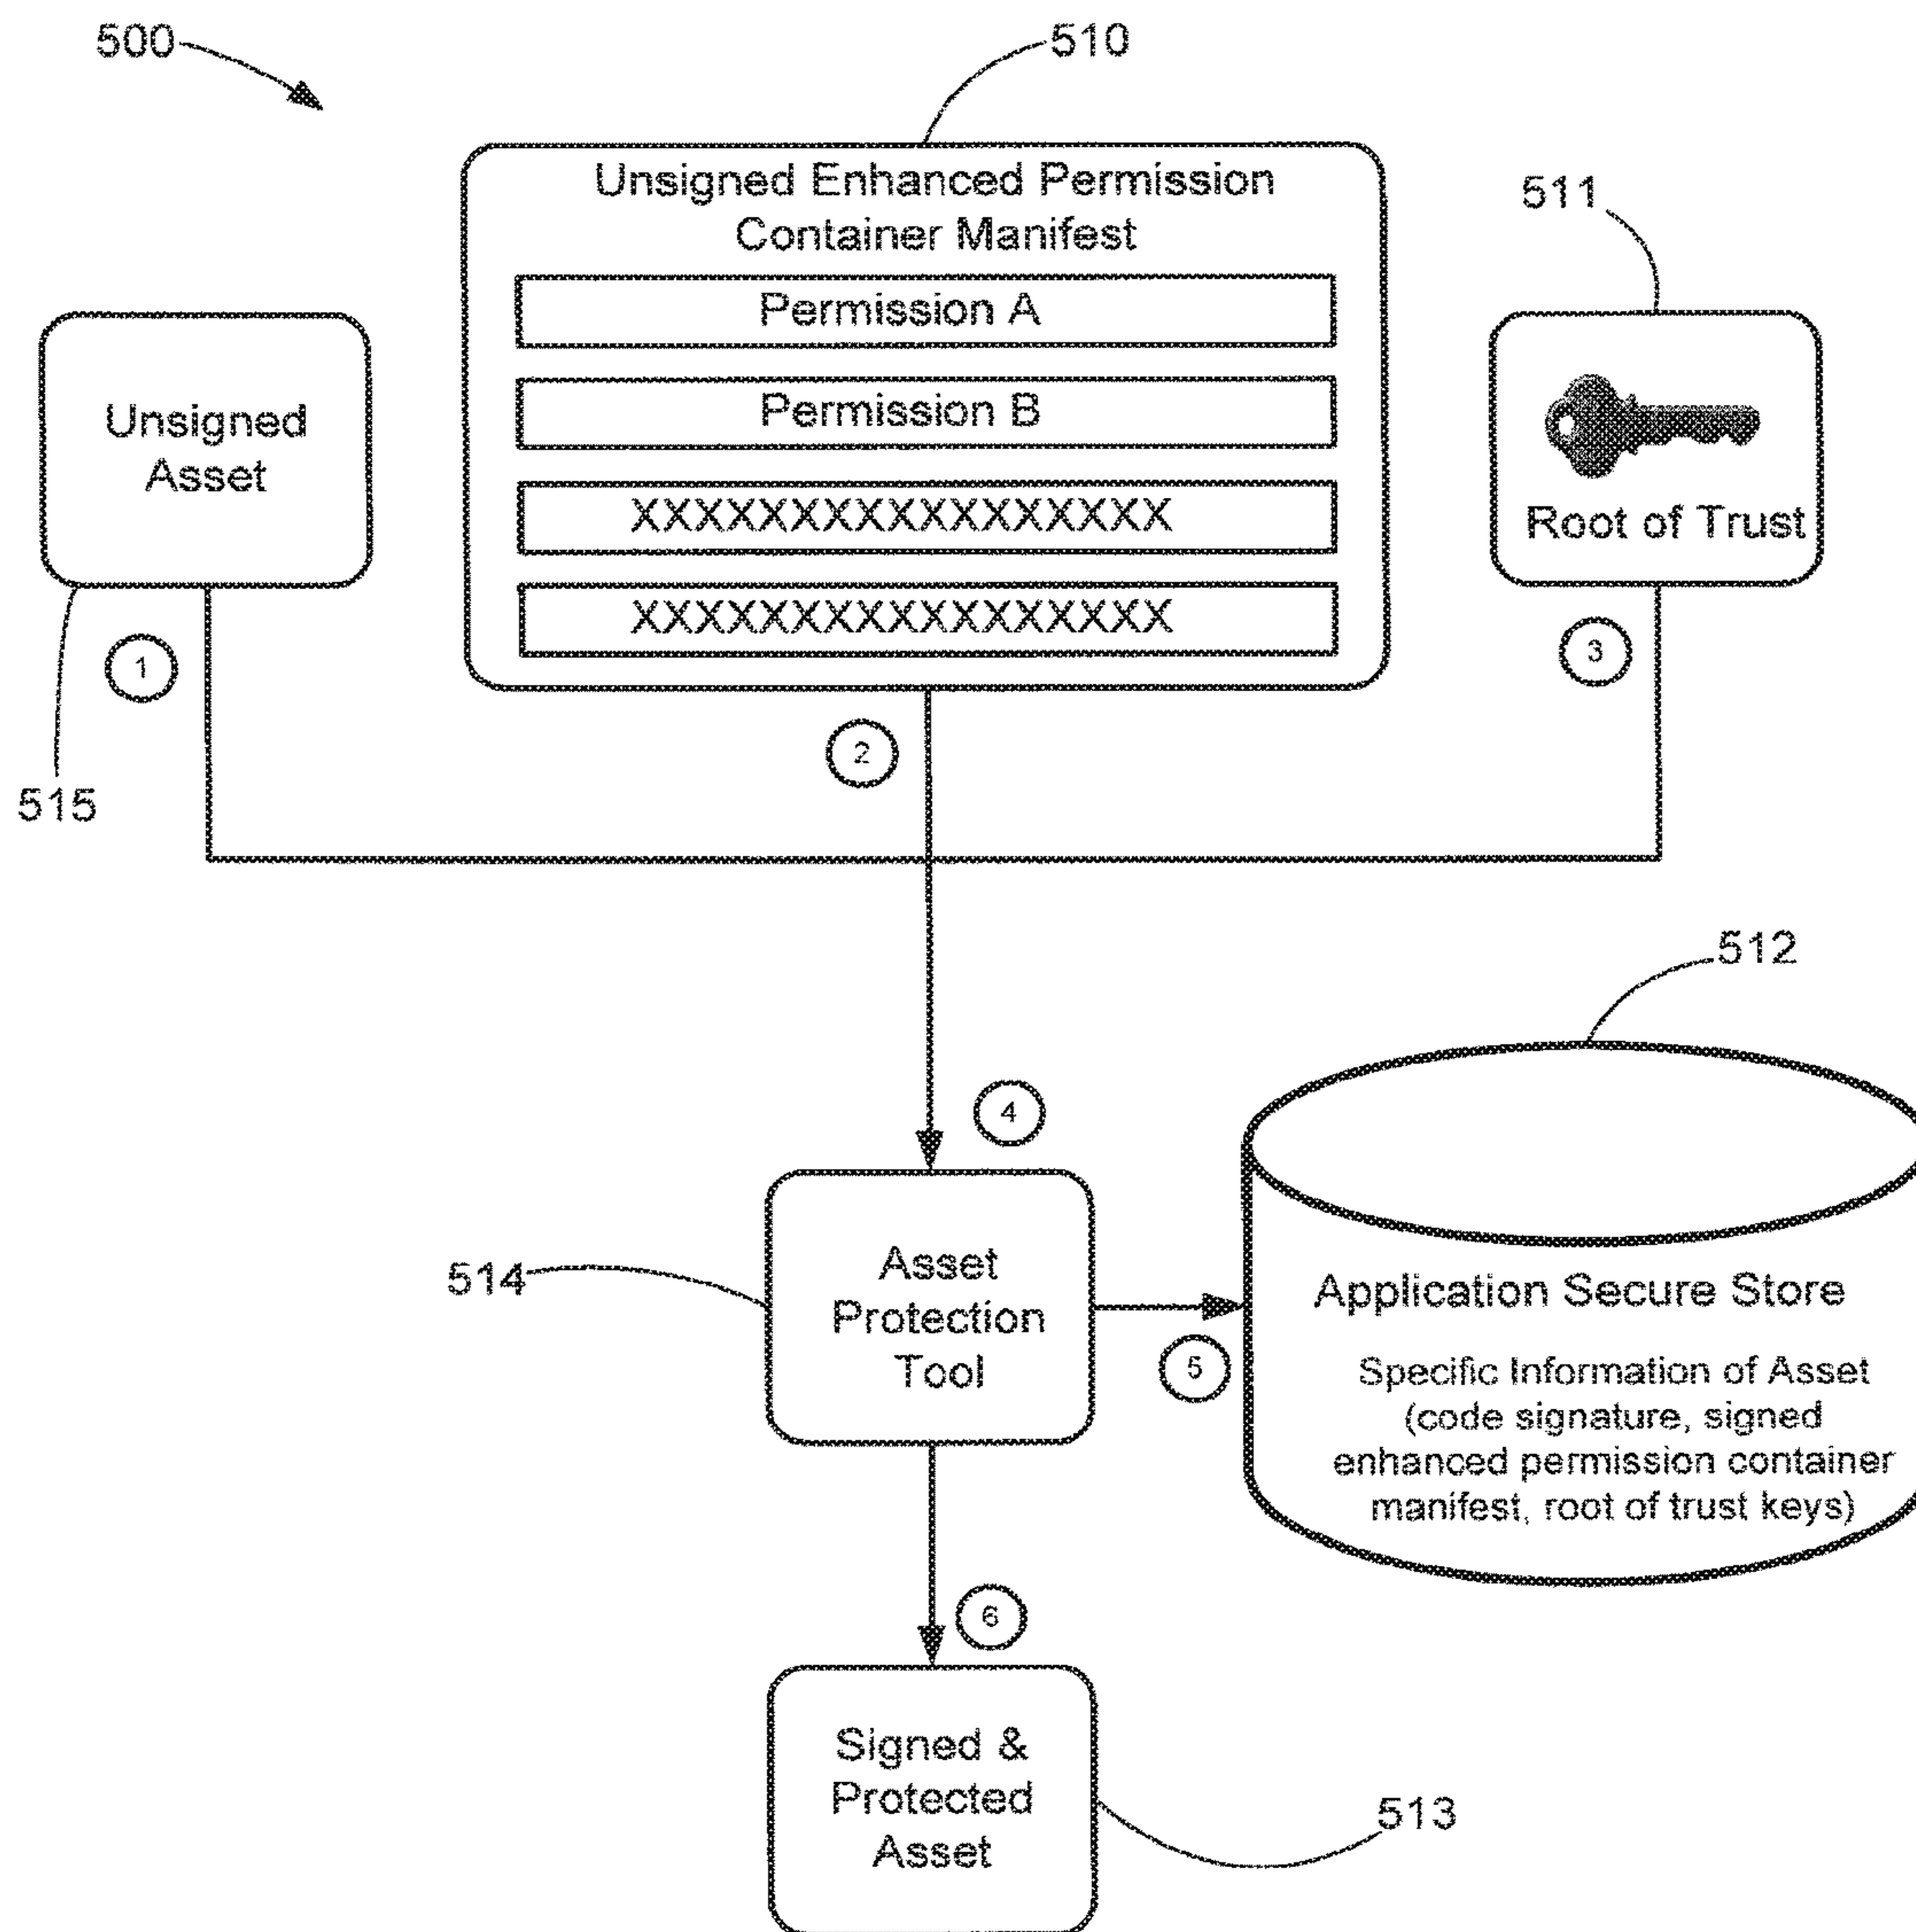 500
510
Unsigned Enhanced Permission
Container Manifest
511
Permission A
Permission B
XXXXXXXXXXXXXXXXX
XXXXXXXXXXXXXXXXX
Unsigned
Asset
Root of Trust
1
3
2
515
512
4
514
Asset
Protection
Tool
Application Secure Store
5
Specific Information of Asset
(code signature, signed
enhanced permission container
manifest, root of trust keys)
6
Signed &
Protected
Asset
513